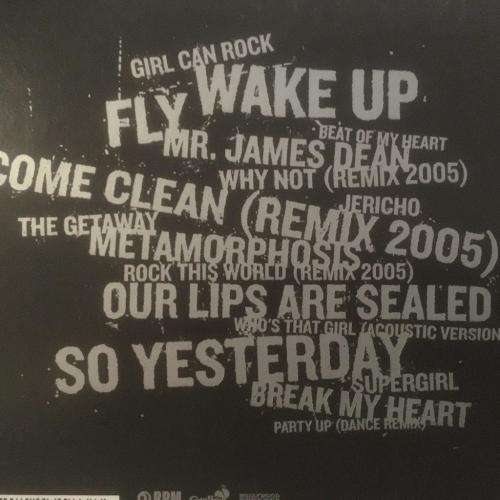 GIRL CAN ROCK
WAKE UP
FLY
BEAT OF MY HEART
MR. JAMES DEAN
WHY NOT (REMIX 2005)
COME CLEAN (REMIX 2005)
JERICHO
THE GETAWAY
METAMORPHOSIS
ROCK THIS WORLD (REMIX 2005)
OUR LIPS ARE SEALED
WHO'S THAT GIRL (ACOUSTIC VERSION
SO YESTERDAY
SUPERGIRL
BREAK MY HEART
PARTY UP (DANCE REMIX)